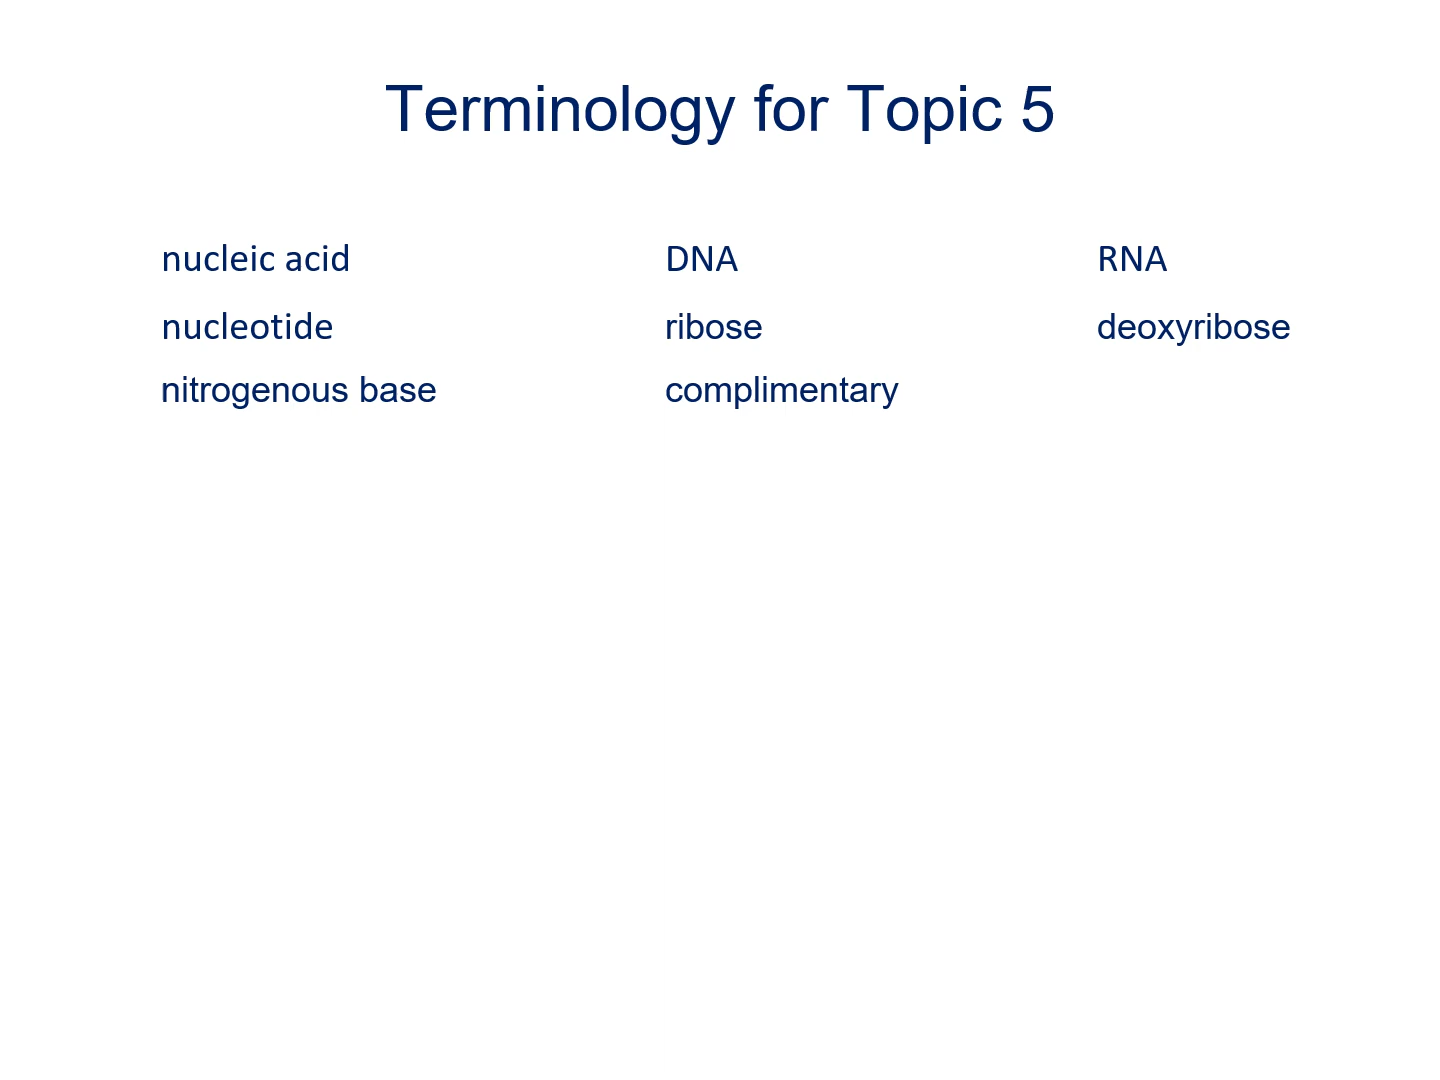 Terminology for Topic 5
nucleic acid DNA RNA
nucleotide ribose deoxyribose
nitrogenous base complimentary